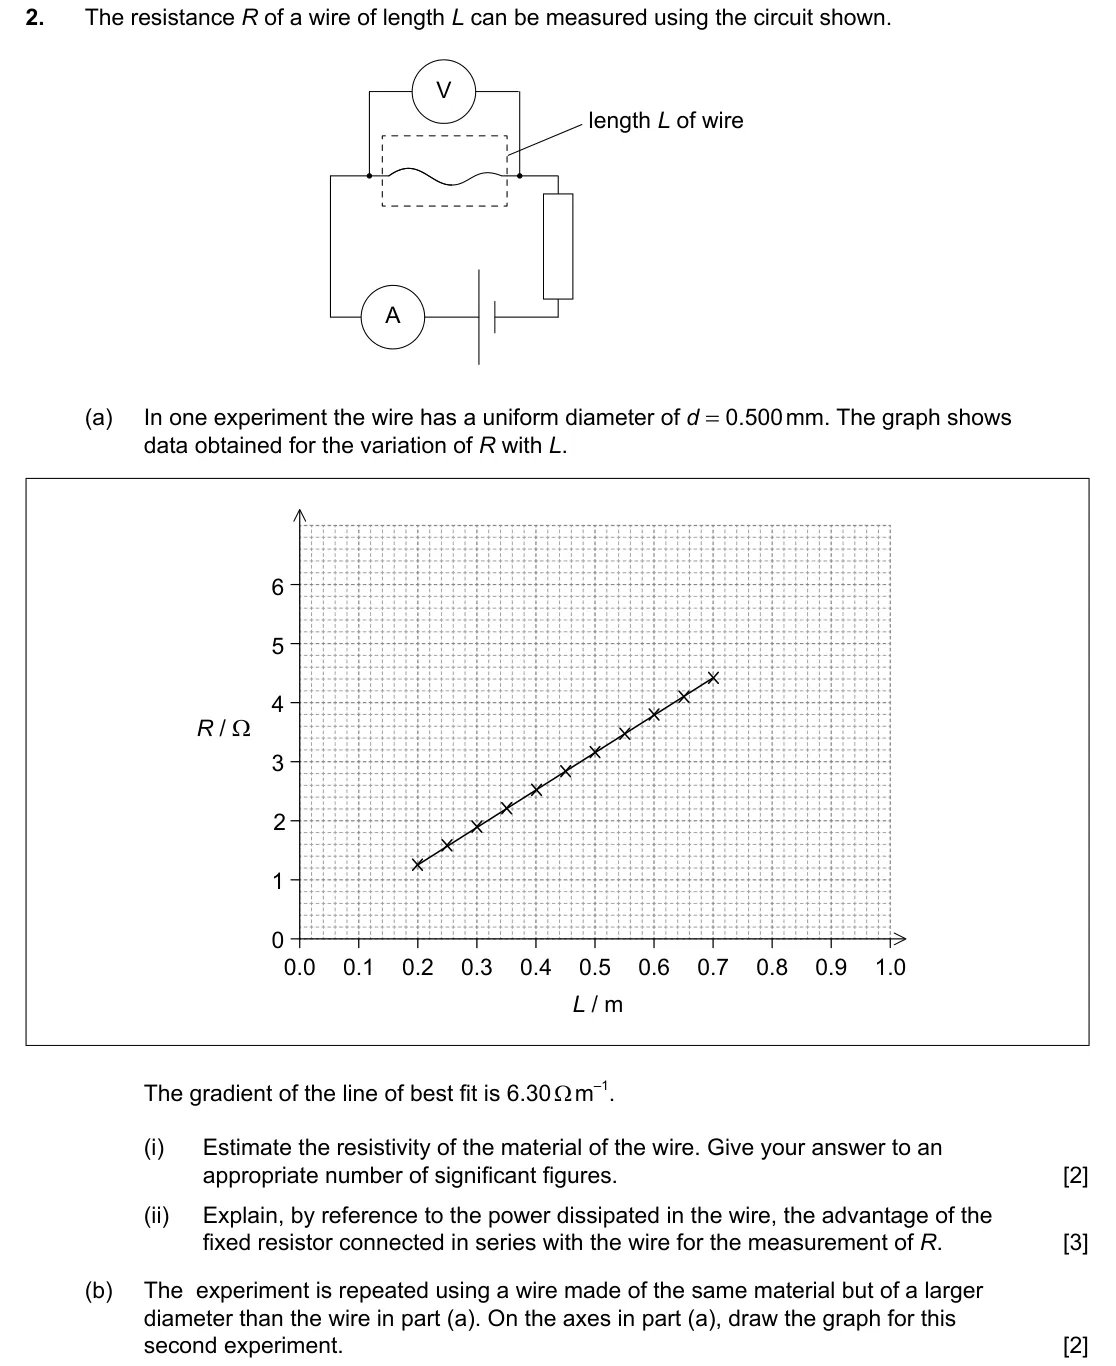 2. The resistance R of a wire of length L can be measured using the circuit shown.
V
length L of wire
A
(a) In one experiment the wire has a uniform diameter of d = 0.500 mm. The graph shows
data obtained for the variation of R with L.
6
5
4
R / Ω
3
2
1
0
0.0 0.1 0.2 0.3 0.4 0.5 0.6 0.7 0.8 0.9 1.0
L / m
The gradient of the line of best fit is 6.30 Ω m⁻¹.
(i) Estimate the resistivity of the material of the wire. Give your answer to an
appropriate number of significant figures. [2]
(ii) Explain, by reference to the power dissipated in the wire, the advantage of the
fixed resistor connected in series with the wire for the measurement of R. [3]
(b) The experiment is repeated using a wire made of the same material but of a larger
diameter than the wire in part (a). On the axes in part (a), draw the graph for this
second experiment. [2]